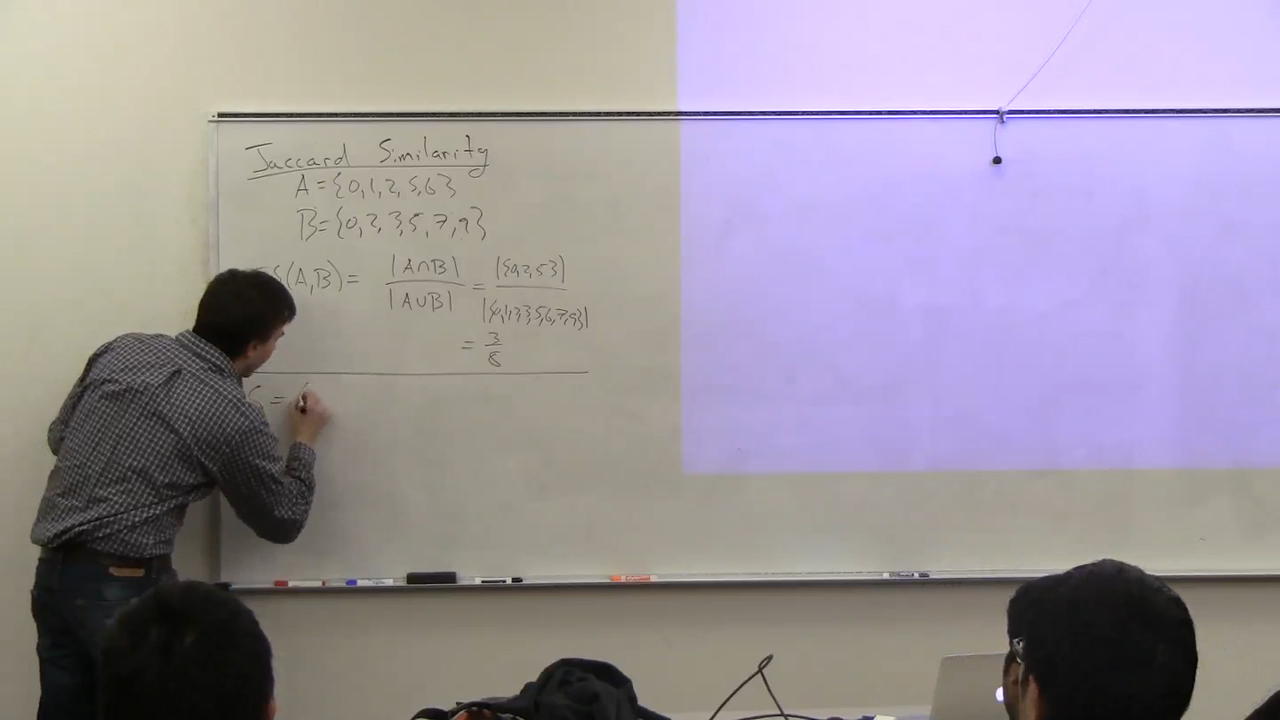 Jaccard Similarity
A = {0, 1, 2, 5, 6}
B = {0, 2, 3, 5, 7, 9}
JS(A,B) = |A∩B| / |A∪B| = |{0,2,5}| / |{0,1,2,3,5,6,7,9}|
= 3/8
=